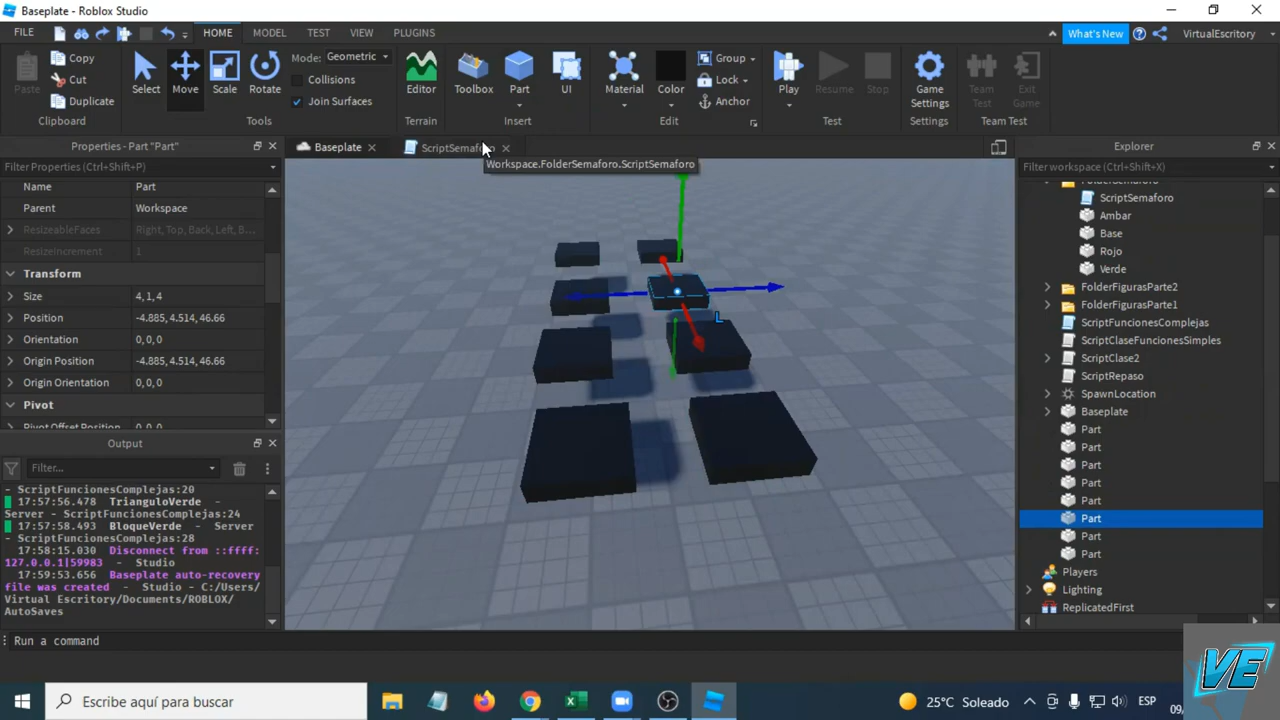 Baseplate - Roblox Studio
FILE
HOME
MODEL
TEST
VIEW
PLUGINS
What's New
VirtualEscritory
Paste
Copy
Cut
Duplicate
Clipboard
Select
Move
Scale
Rotate
Mode: Geometric
Collisions
Join Surfaces
Tools
Editor
Terrain
Toolbox
Part
UI
Insert
Material
Color
Group
Lock
Anchor
Edit
Play
Resume
Stop
Test
Game
Settings
Settings
Team
Test
Exit
Game
Team Test
Properties - Part "Part"
Filter Properties (Ctrl+Shift+P)
Name Part
Parent Workspace
ResizeableFaces Right, Top, Back, Left, B...
ResizeIncrement 1
Transform
Size 4, 1, 4
Position -4.885, 4.514, 46.66
Orientation 0, 0, 0
Origin Position -4.885, 4.514, 46.66
Origin Orientation 0, 0, 0
Pivot
Pivot Offset Position
Output
Filter...
- ScriptFuncionesComplejas:20
17:57:56.478 TrianguloVerde -
Server - ScriptFuncionesComplejas:24
17:57:58.493 BloqueVerde - Server
- ScriptFuncionesComplejas:28
17:58:15.030 Disconnect from ::ffff:
127.0.0.1|59983 - Studio
17:59:53.656 Baseplate auto-recovery
file was created - Studio - C:/Users/
Virtual Escritory/Documents/ROBLOX/
AutoSaves
Baseplate
ScriptSemaforo
Workspace.FolderSemaforo.ScriptSemaforo
L
Explorer
Filter workspace (Ctrl+Shift+X)
FolderSemaforo
ScriptSemaforo
Ambar
Base
Rojo
Verde
FolderFigurasParte2
FolderFigurasParte1
ScriptFuncionesComplejas
ScriptClaseFuncionesSimples
ScriptClase2
ScriptRepaso
SpawnLocation
Baseplate
Part
Part
Part
Part
Part
Part
Part
Part
Players
Lighting
ReplicatedFirst
Run a command
Escribe aquí para buscar
25°C Soleado
ESP
09/
VE